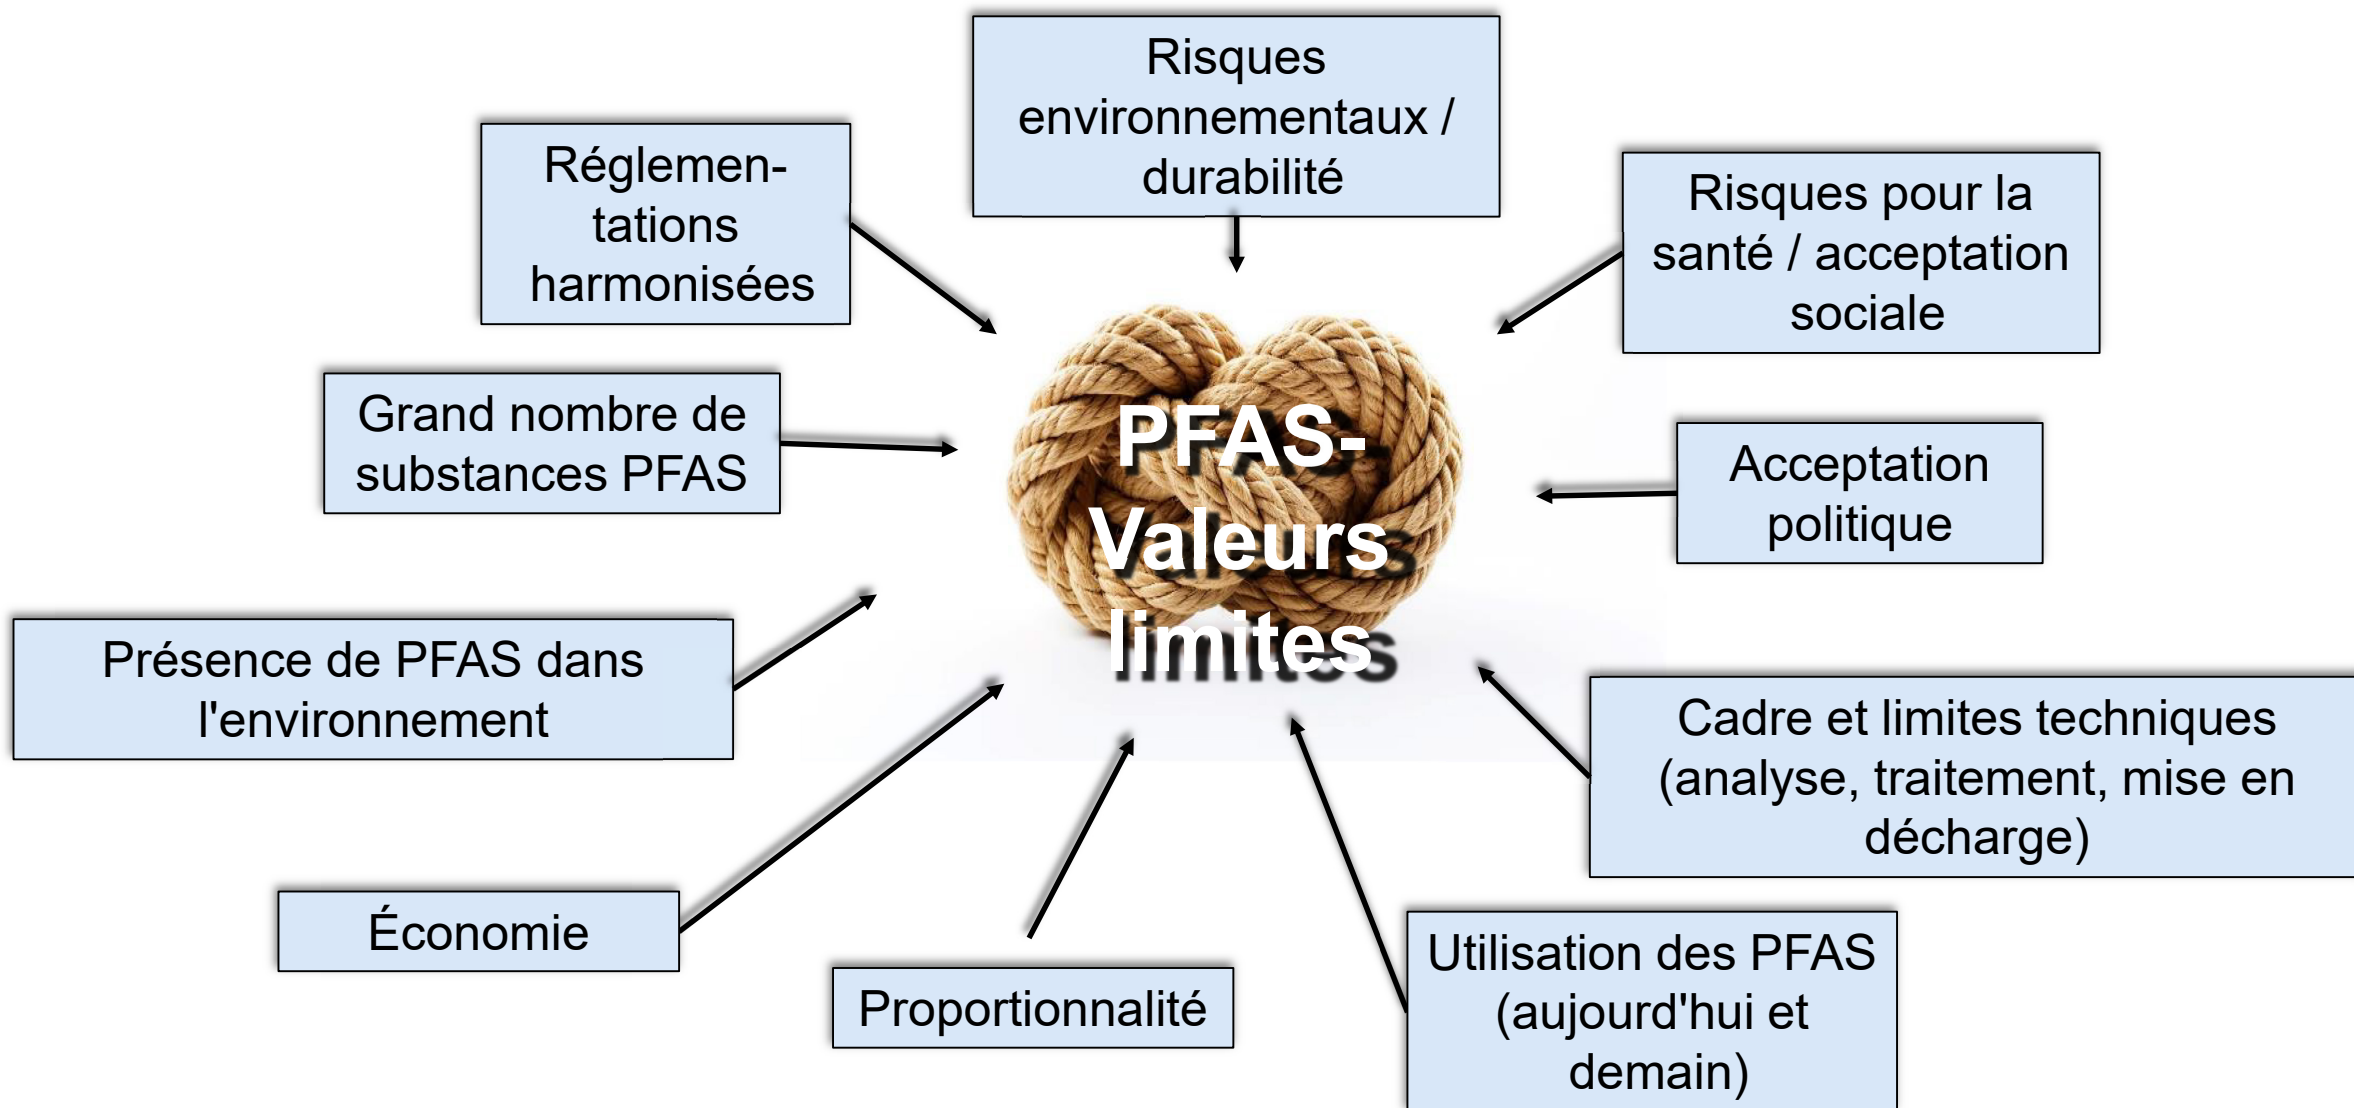 Risques
environnementaux /
durabilité
Réglemen-
tations
harmonisées
Risques pour la
santé / acceptation
sociale
Grand nombre de
substances PFAS
PFAS-
Valeurs
limites
Acceptation
politique
Présence de PFAS dans
l'environnement
Cadre et limites techniques
(analyse, traitement, mise en
décharge)
Économie
Proportionnalité
Utilisation des PFAS
(aujourd'hui et
demain)